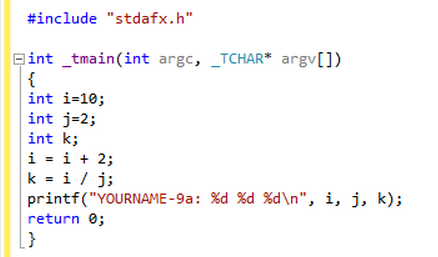 #include "stdafx.h"
int _tmain(int argc, _TCHAR* argv[])
{
int i=10;
int j=2;
int k;
i = i + 2;
k = i / j;
printf("YOURNAME-9a: %d %d %d\n", i, j, k);
return 0;
}